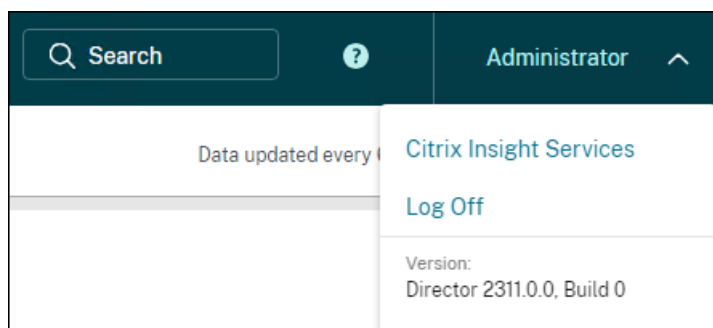 Search
?
Administrator
Data updated every
Citrix Insight Services
Log Off
Version:
Director 2311.0.0, Build 0